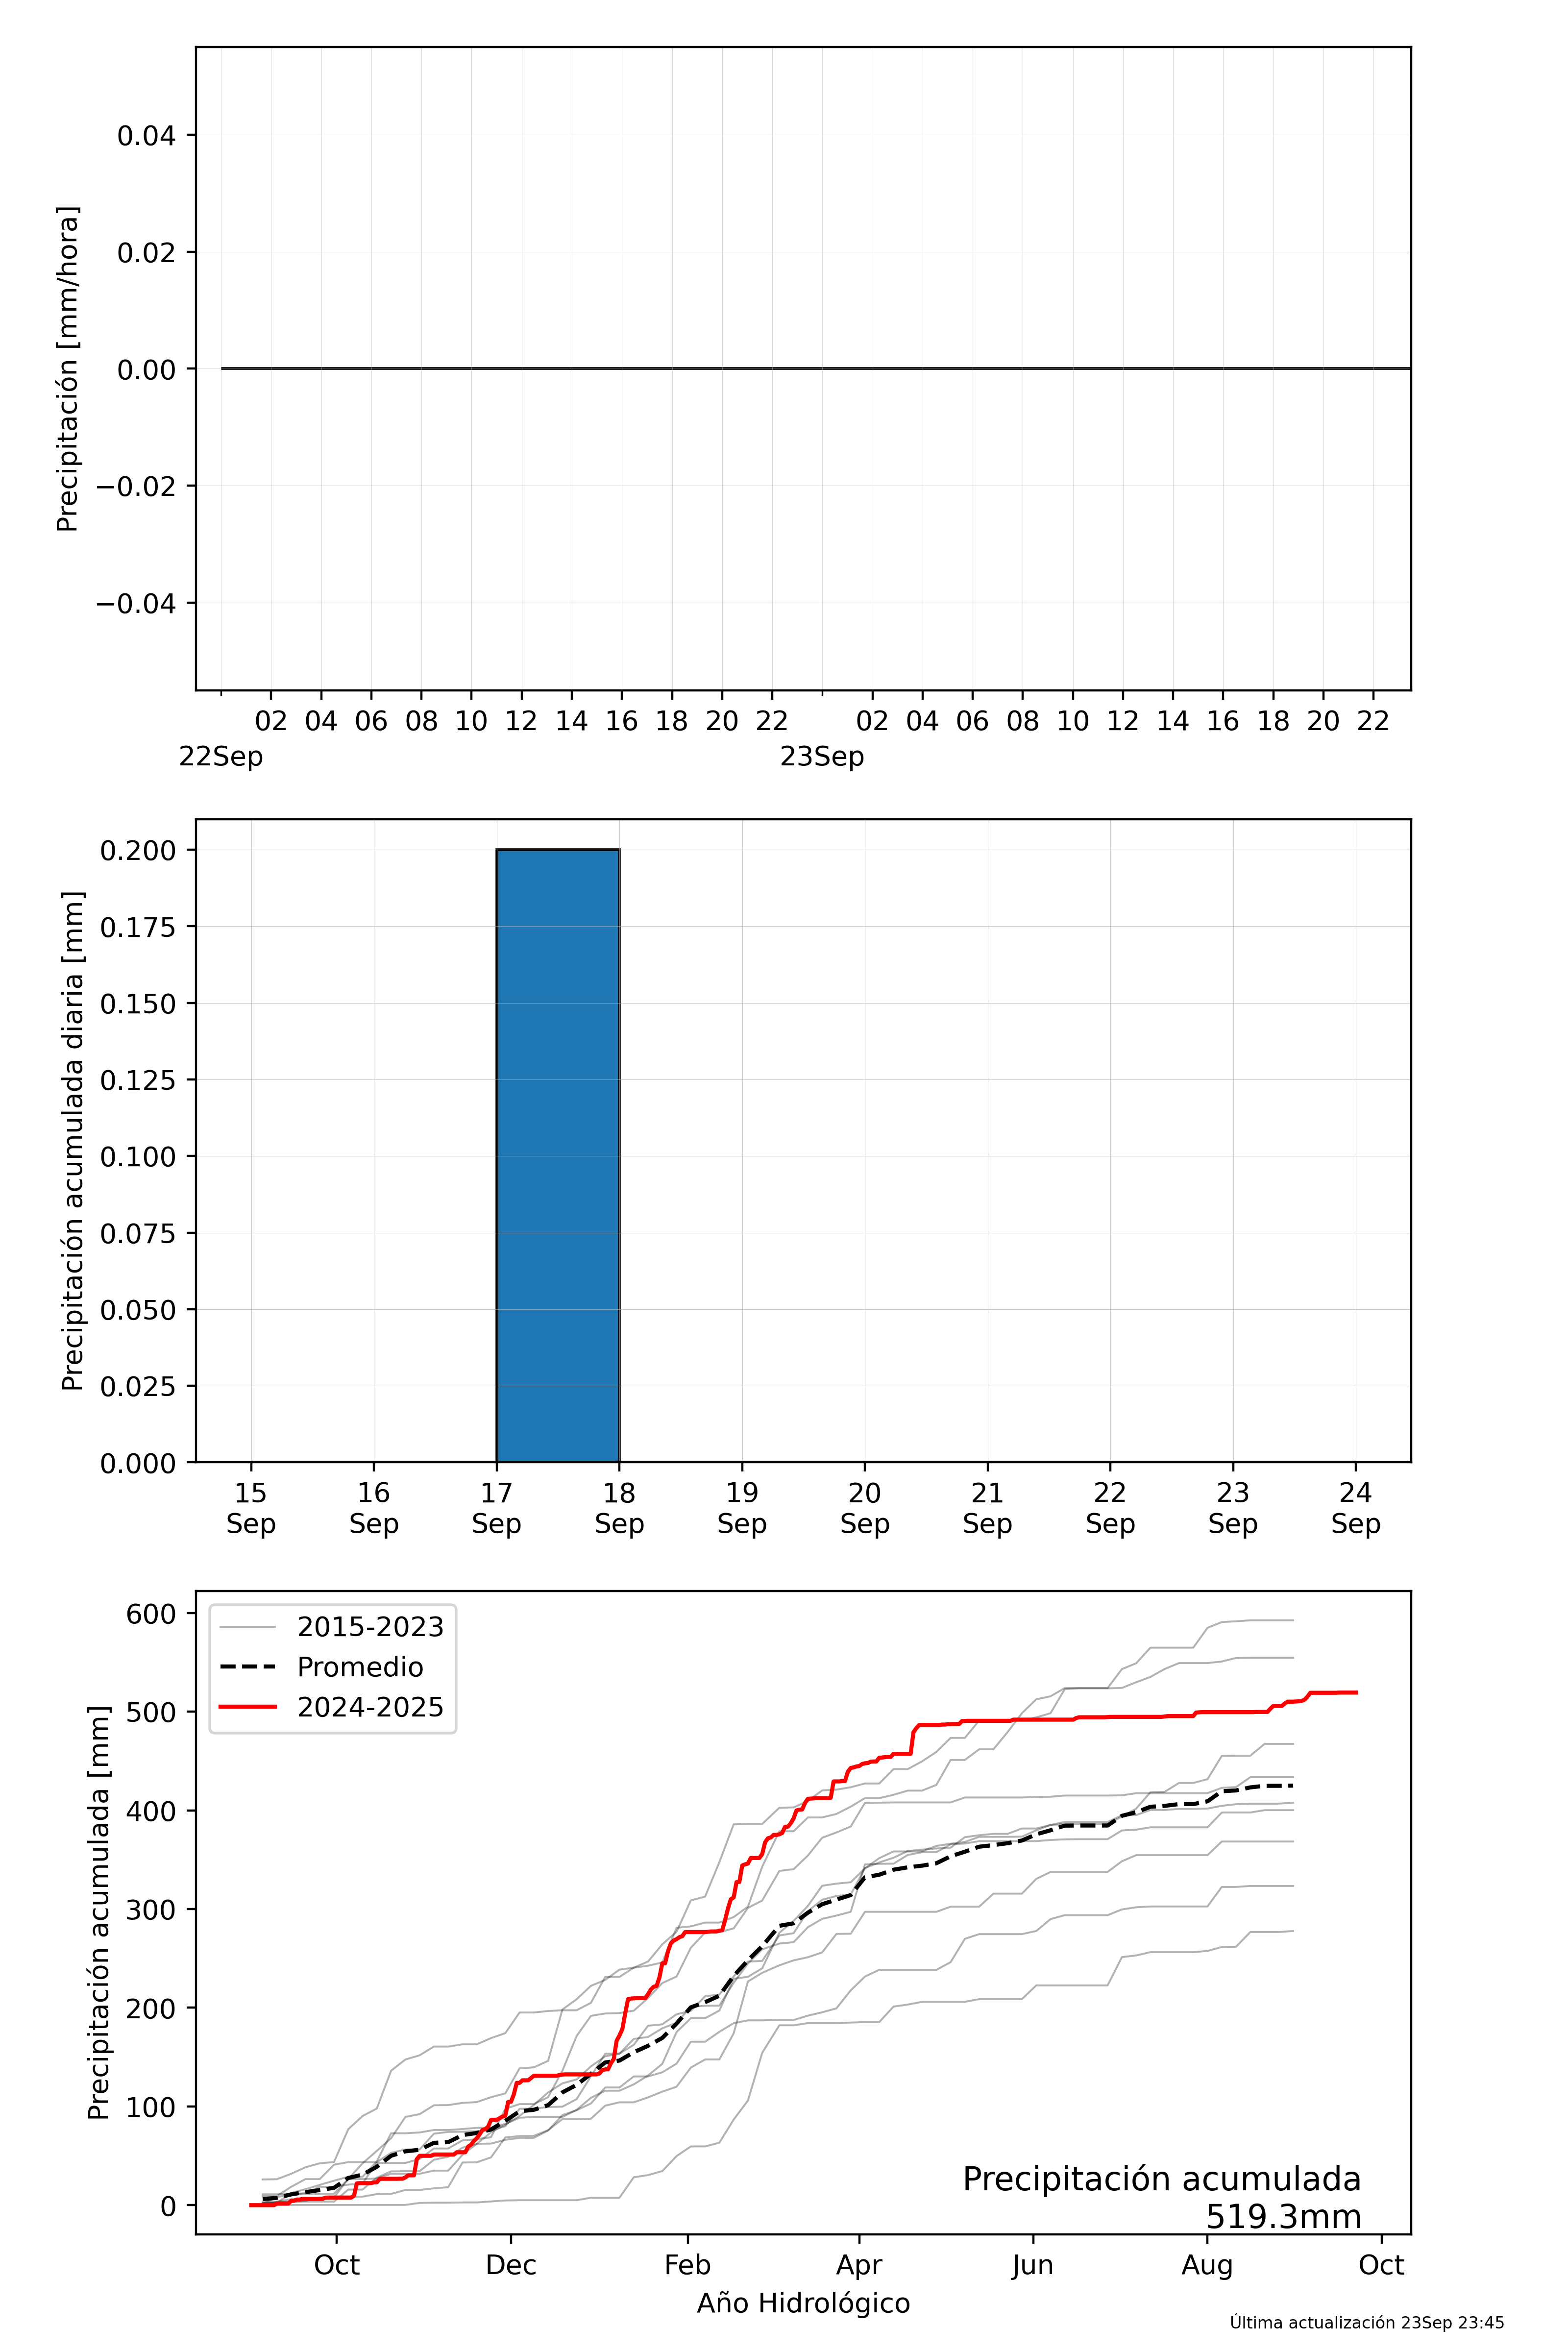 0.04
0.02
0.00
−0.02
−0.04
Precipitación [mm/hora]
02 04 06 08 10 12 14 16 18 20 22 02 04 06 08 10 12 14 16 18 20 22
22Sep 23Sep
0.200
0.175
0.150
0.125
0.100
0.075
0.050
0.025
0.000
Precipitación acumulada diaria [mm]
15 16 17 18 19 20 21 22 23 24
Sep Sep Sep Sep Sep Sep Sep Sep Sep Sep
600
500
400
300
200
100
0
Precipitación acumulada [mm]
2015-2023
Promedio
2024-2025
Precipitación acumulada
519.3mm
Oct Dec Feb Apr Jun Aug Oct
Año Hidrológico
Última actualización 23Sep 23:45